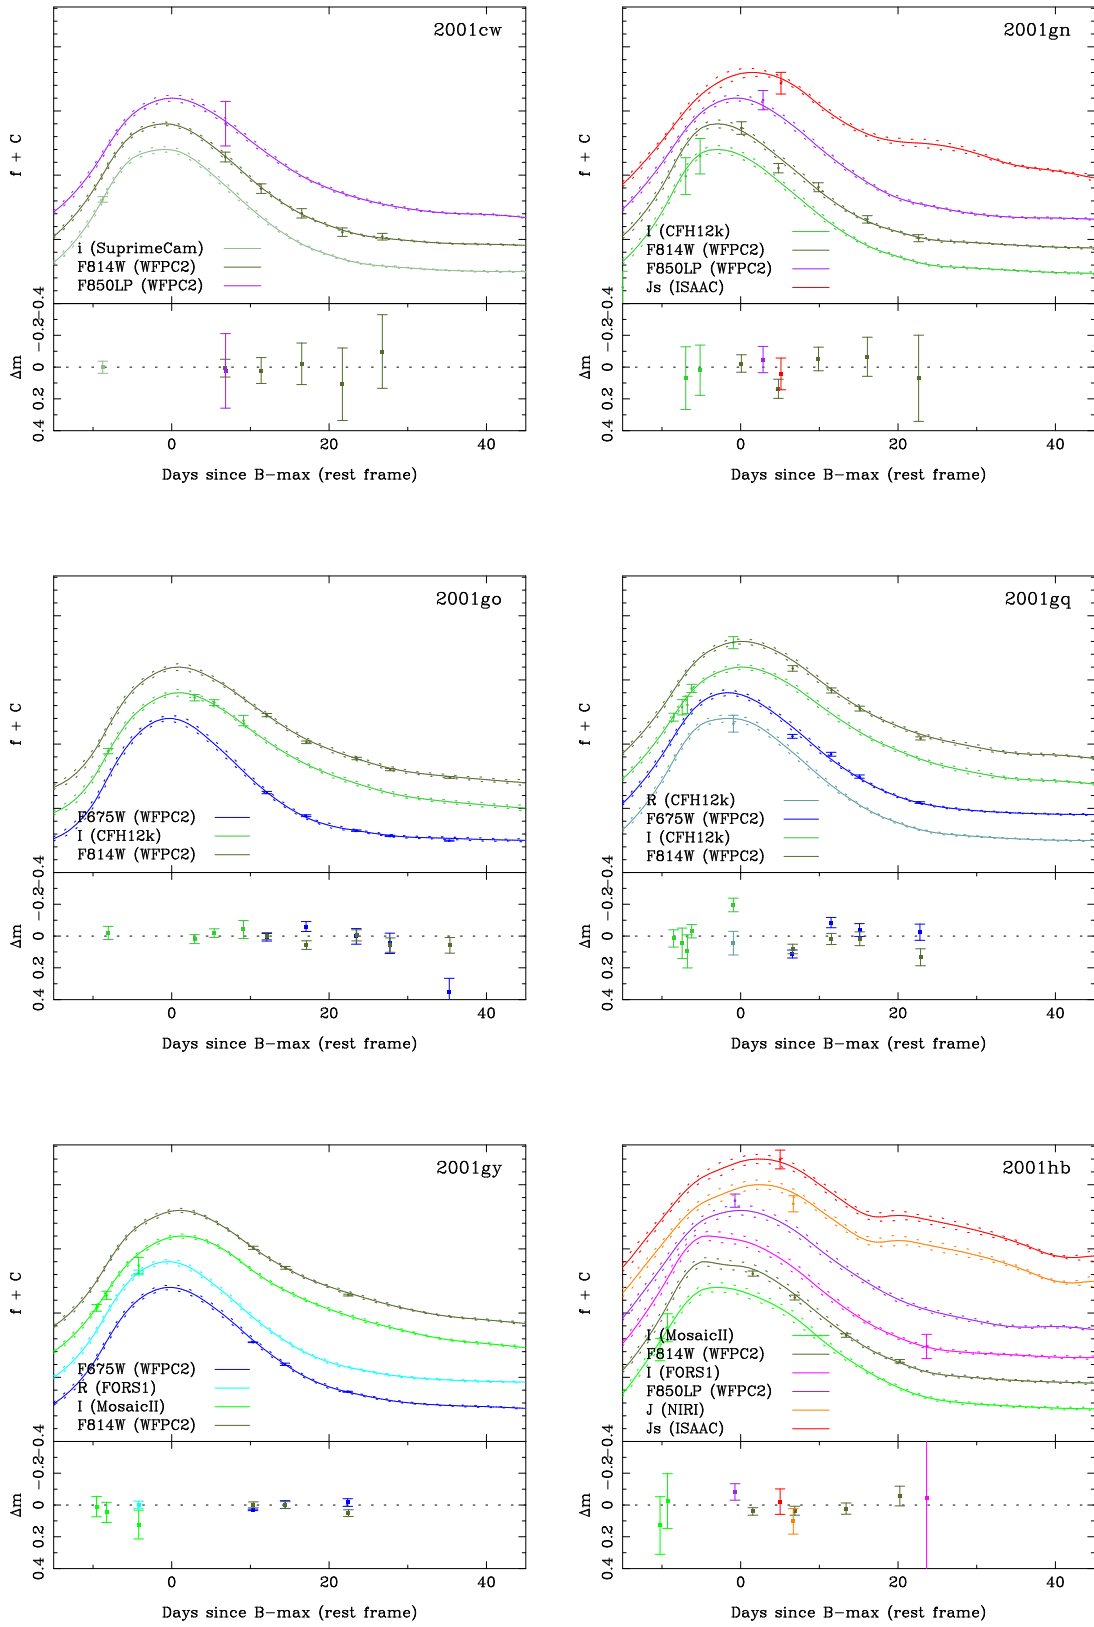 2001cw
f + C
i (SuprimeCam)
F814W (WFPC2)
F850LP (WFPC2)
Δm
−0.4
−0.2
0
0.2
0.4
0 20 40
Days since B−max (rest frame)
2001gn
f + C
I (CFH12k)
F814W (WFPC2)
F850LP (WFPC2)
Js (ISAAC)
Δm
−0.4
−0.2
0
0.2
0.4
0 20 40
Days since B−max (rest frame)
2001go
f + C
F675W (WFPC2)
I (CFH12k)
F814W (WFPC2)
Δm
−0.4
−0.2
0
0.2
0.4
0 20 40
Days since B−max (rest frame)
2001gq
f + C
R (CFH12k)
F675W (WFPC2)
I (CFH12k)
F814W (WFPC2)
Δm
−0.4
−0.2
0
0.2
0.4
0 20 40
Days since B−max (rest frame)
2001gy
f + C
F675W (WFPC2)
R (FORS1)
I (MosaicII)
F814W (WFPC2)
Δm
−0.4
−0.2
0
0.2
0.4
0 20 40
Days since B−max (rest frame)
2001hb
f + C
I (MosaicII)
F814W (WFPC2)
I (FORS1)
F850LP (WFPC2)
J (NIRI)
Js (ISAAC)
Δm
−0.4
−0.2
0
0.2
0.4
0 20 40
Days since B−max (rest frame)